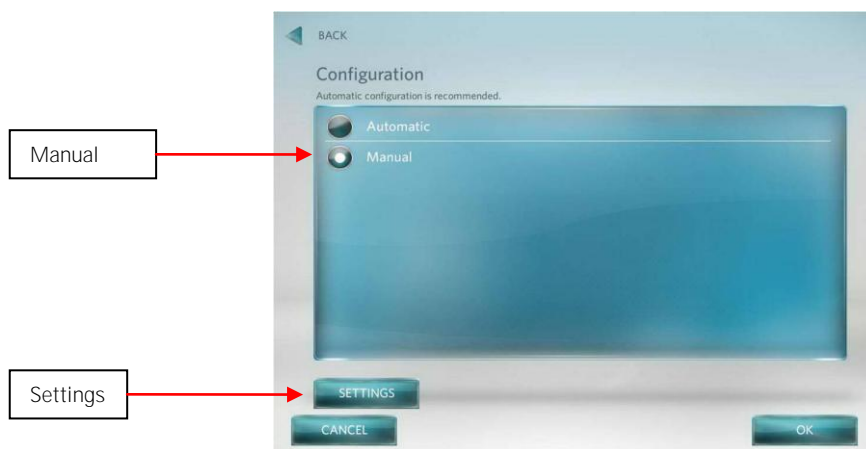 BACK
Configuration
Automatic configuration is recommended.
Automatic
Manual
Manual
Settings
SETTINGS
CANCEL
OK